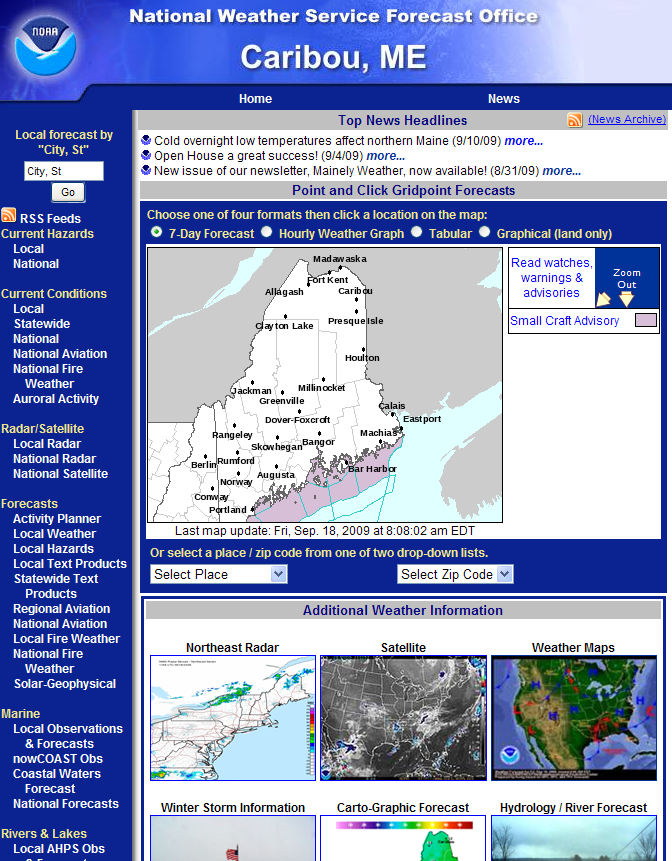 National Weather Service Forecast Office
NOAA
Caribou, ME
Home
News
Local forecast by
"City, St"
City, St
Go
RSS Feeds
Current Hazards
Local
National
Current Conditions
Local
Statewide
National
National Aviation
National Fire
Weather
Auroral Activity
Radar/Satellite
Local Radar
National Radar
National Satellite
Forecasts
Activity Planner
Local Weather
Local Hazards
Local Text Products
Statewide Text
Products
Regional Aviation
National Aviation
Local Fire Weather
National Fire
Weather
Solar-Geophysical
Marine
Local Observations
& Forecasts
nowCOAST Obs
Coastal Waters
Forecast
National Forecasts
Rivers & Lakes
Local AHPS Obs
Top News Headlines
(News Archive)
Cold overnight low temperatures affect northern Maine (9/10/09) more...
Open House a great success! (9/4/09) more...
New issue of our newsletter, Mainely Weather, now available! (8/31/09) more...
Point and Click Gridpoint Forecasts
Choose one of four formats then click a location on the map:
7-Day Forecast Hourly Weather Graph Tabular Graphical (land only)
Madawaska
Fort Kent
Allagash
Caribou
Clayton Lake
Presque Isle
Houlton
Jackman
Millinocket
Greenville
Calais
Dover-Foxcroft
Eastport
Rangeley
Machias
Bangor
Skowhegan
Berlin
Rumford
Bar Harbor
Augusta
Norway
Conway
Portland
Read watches,
warnings &
advisories
Zoom
Out
Small Craft Advisory
Last map update: Fri, Sep. 18, 2009 at 8:08:02 am EDT
Or select a place / zip code from one of two drop-down lists.
Select Place
Select Zip Code
Additional Weather Information
Northeast Radar
Satellite
Weather Maps
Winter Storm Information
Carto-Graphic Forecast
Hydrology / River Forecast